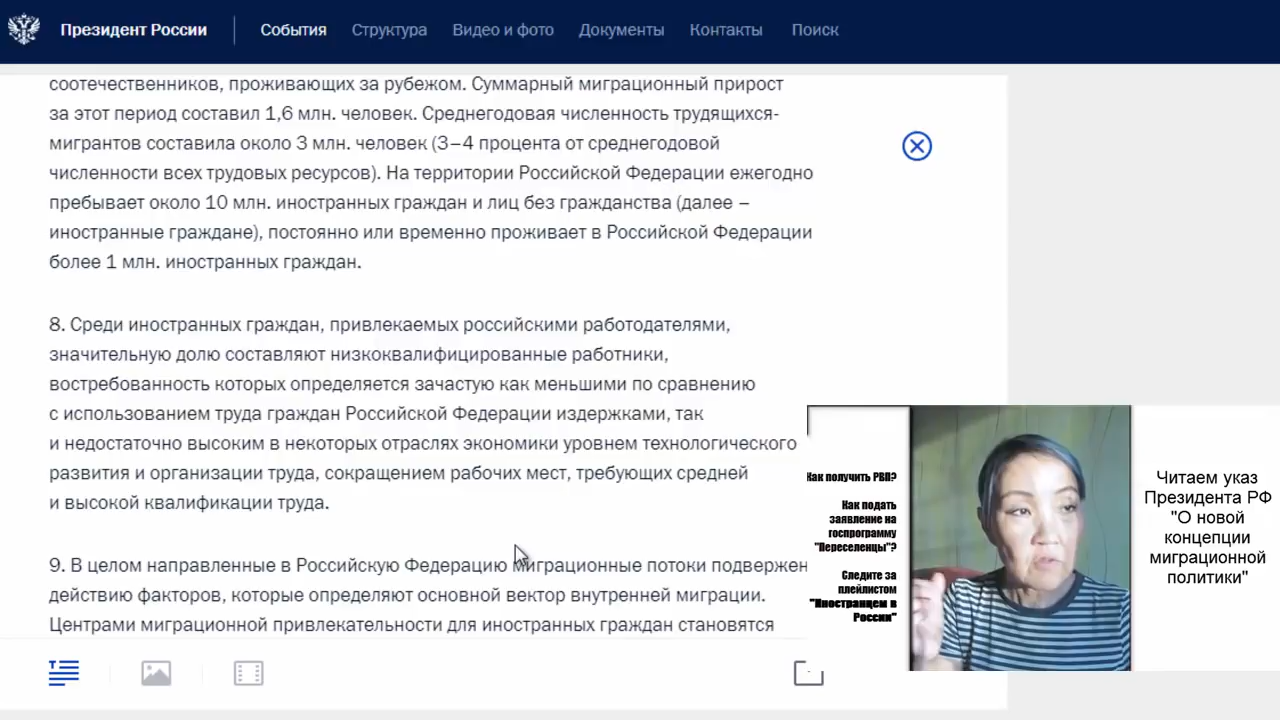 Президент России
События
Структура
Видео и фото
Документы
Контакты
Поиск
соотечественников, проживающих за рубежом. Суммарный миграционный прирост
за этот период составил 1,6 млн. человек. Среднегодовая численность трудящихся-
мигрантов составила около 3 млн. человек (3–4 процента от среднегодовой
численности всех трудовых ресурсов). На территории Российской Федерации ежегодно
пребывает около 10 млн. иностранных граждан и лиц без гражданства (далее –
иностранные граждане), постоянно или временно проживает в Российской Федерации
более 1 млн. иностранных граждан.
8. Среди иностранных граждан, привлекаемых российскими работодателями,
значительную долю составляют низкоквалифицированные работники,
востребованность которых определяется зачастую как меньшими по сравнению
с использованием труда граждан Российской Федерации издержками, так
и недостаточно высоким в некоторых отраслях экономики уровнем технологического
развития и организации труда, сокращением рабочих мест, требующих средней
и высокой квалификации труда.
9. В целом направленные в Российскую Федерацию миграционные потоки подвержен
действию факторов, которые определяют основной вектор внутренней миграции.
Центрами миграционной привлекательности для иностранных граждан становятся
Как получить РВП?
Как подать
заявление на
госпрограмму
"Переселенцы"?
Следите за
плейлистом
"Иностранцем в
России"
Читаем указ
Президента РФ
"О новой
концепции
миграционной
политики"